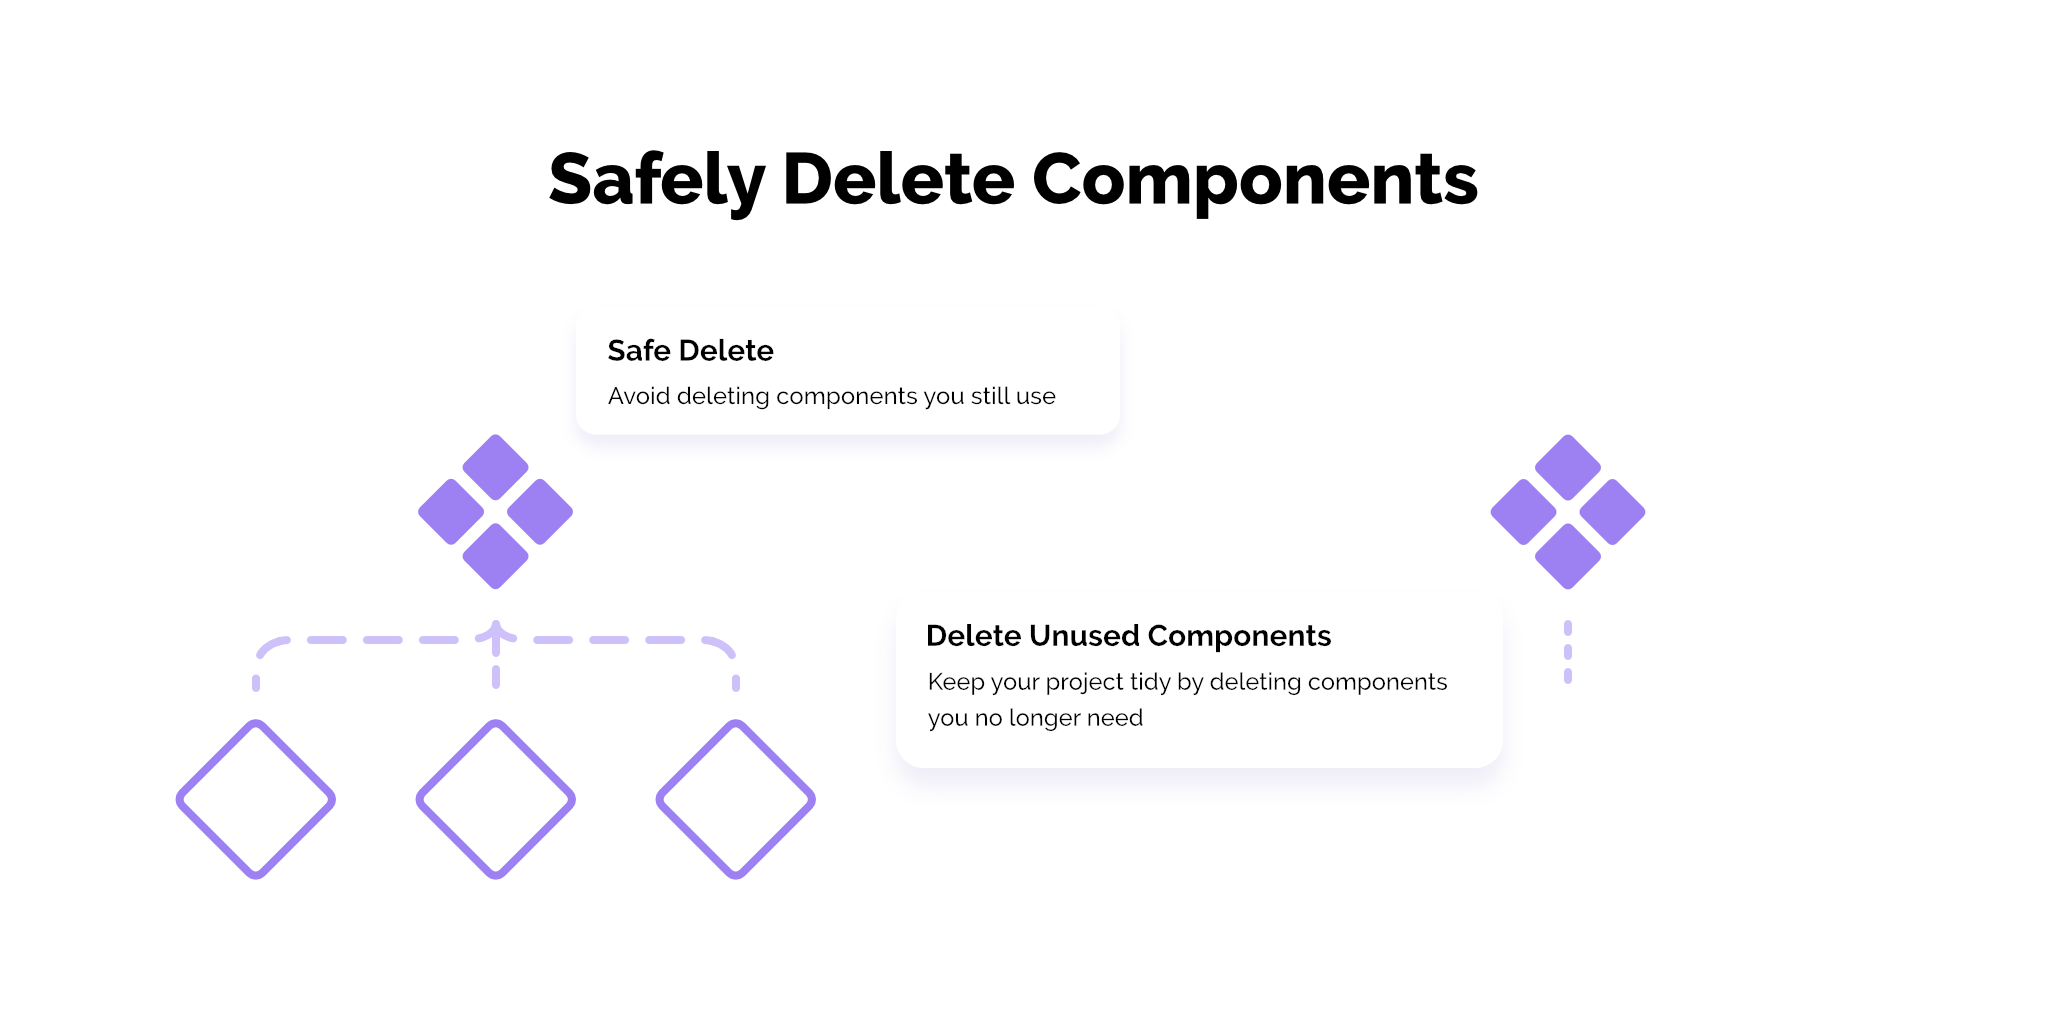 Safely Delete Components
Safe Delete
Avoid deleting components you still use
Delete Unused Components
Keep your project tidy by deleting components
you no longer need